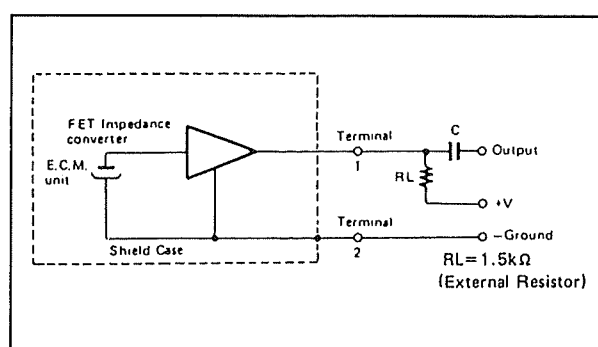 FET Impedance
converter
E.C.M.
unit
Shield Case
Terminal
1
Terminal
2
C
Output
RL
+V
−Ground
RL=1.5kΩ
(External Resistor)